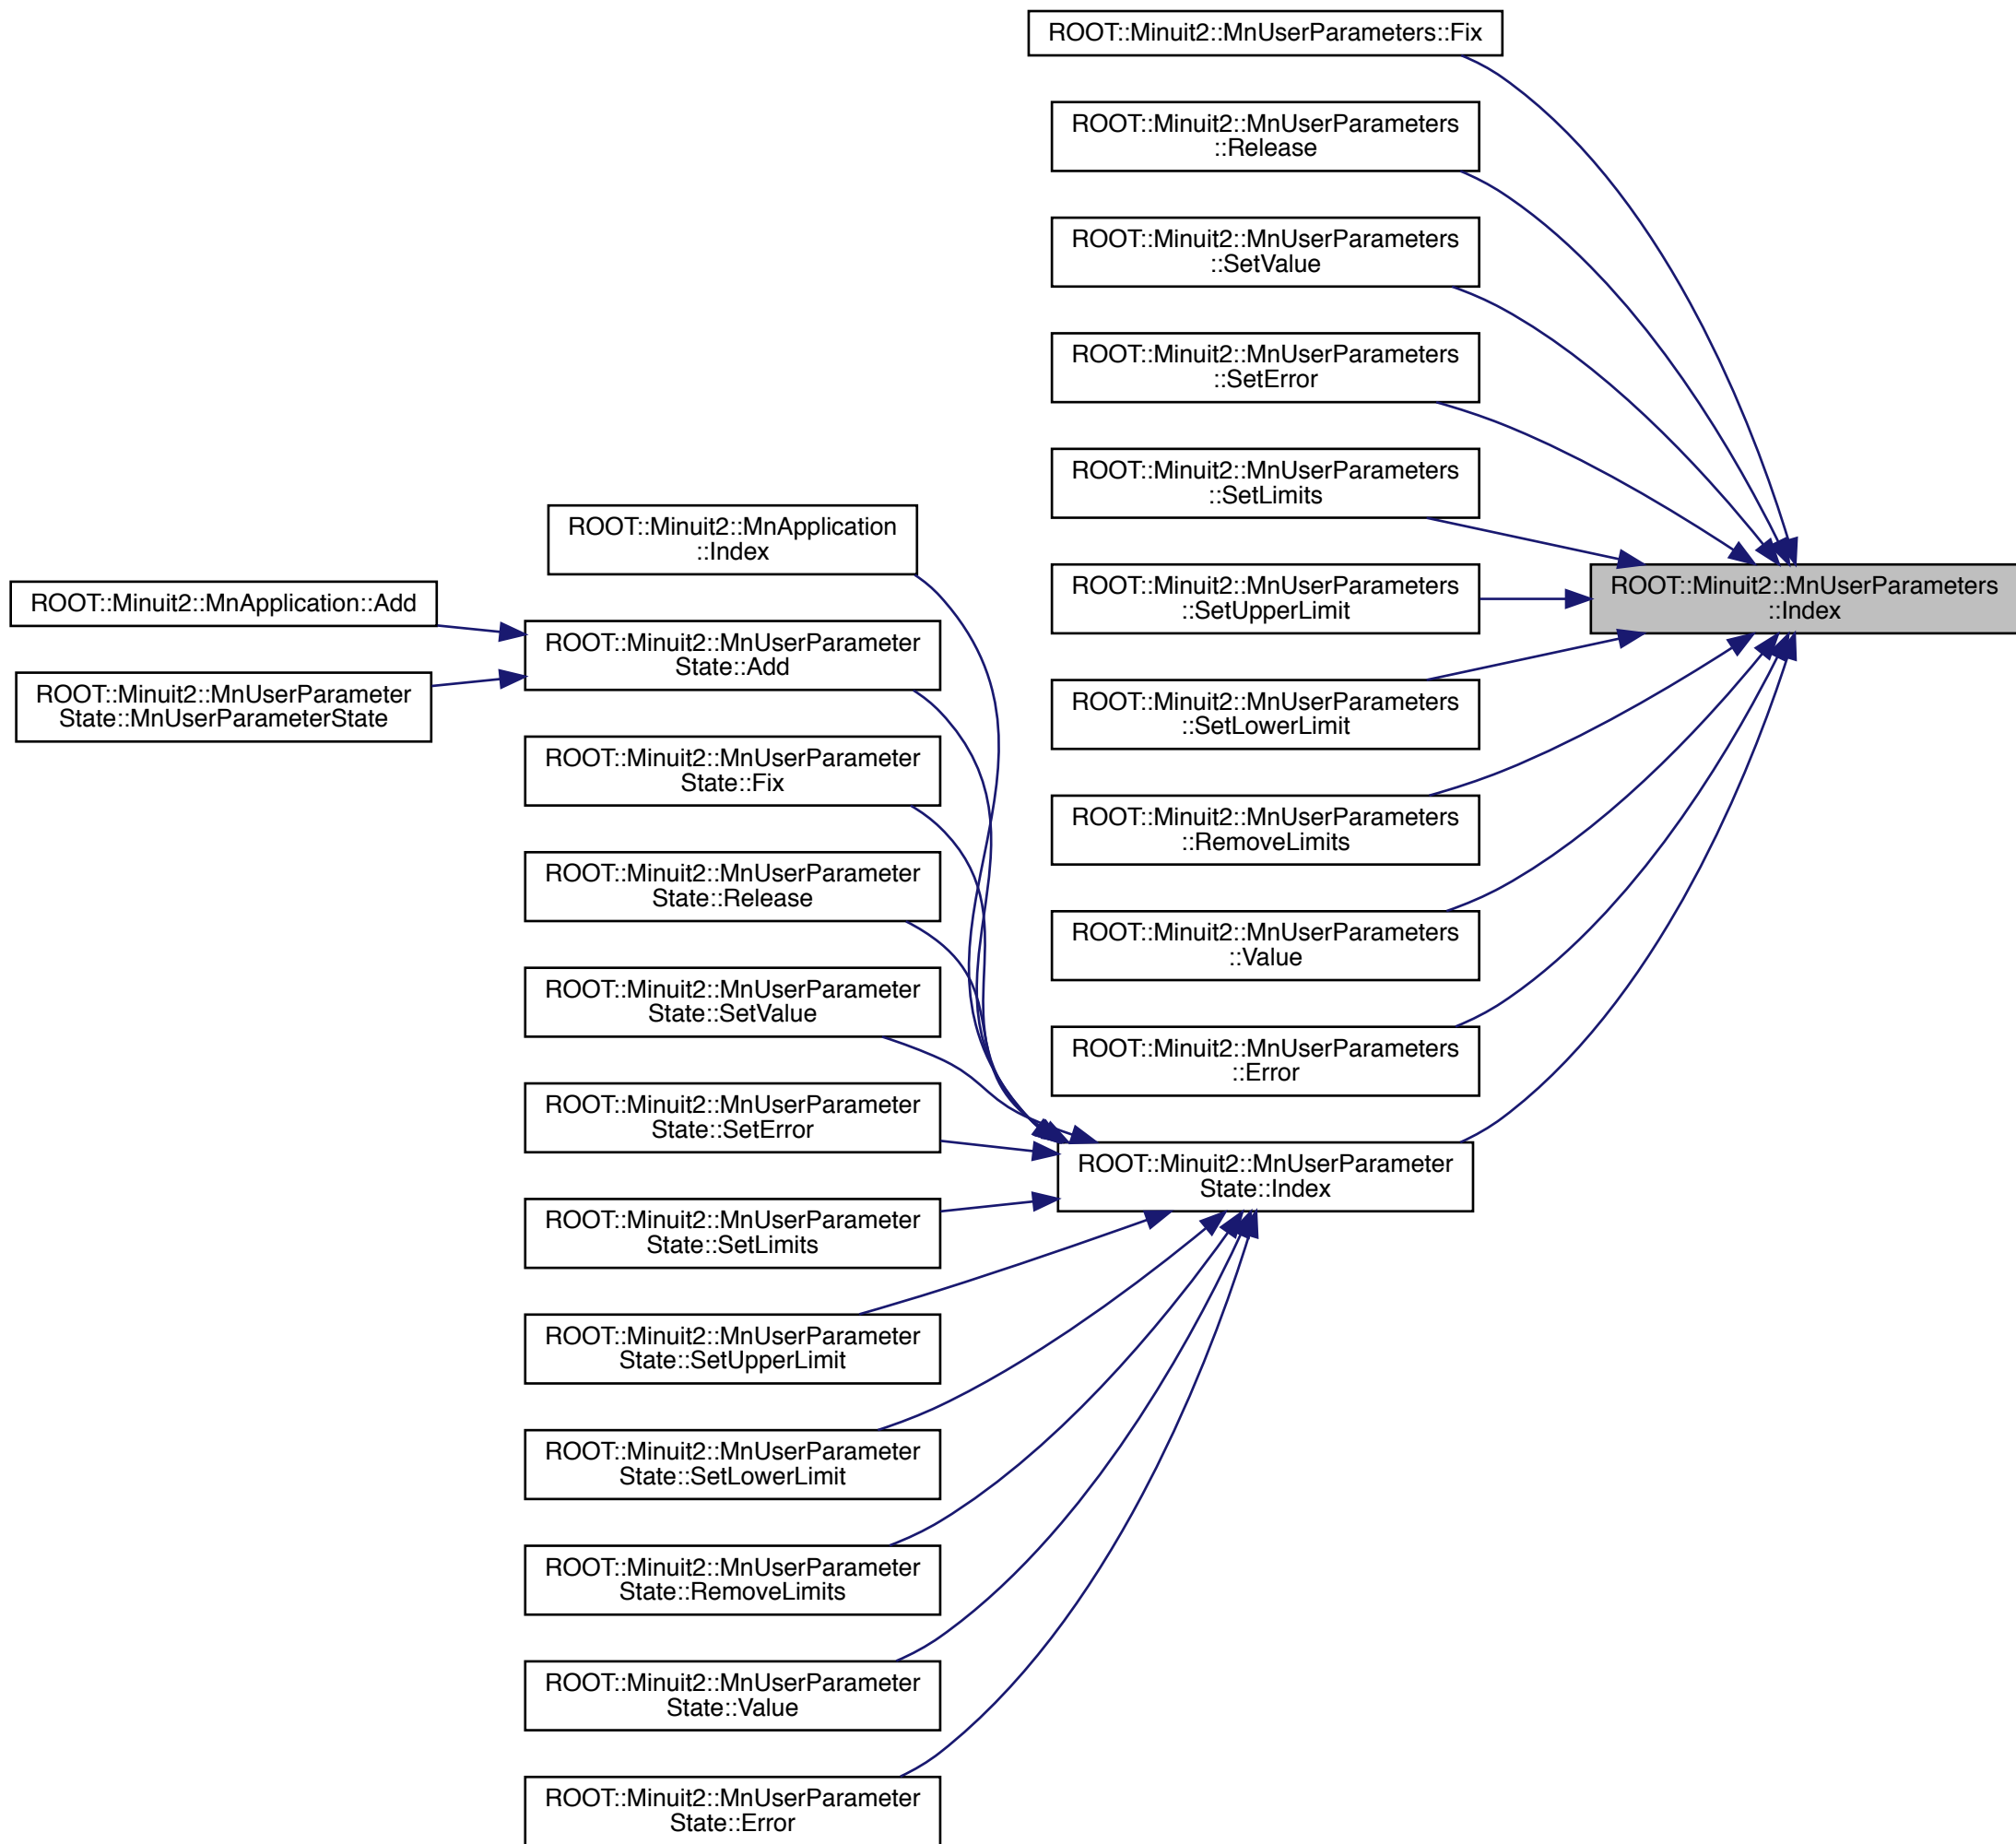 ROOT::Minuit2::MnUserParameters::Fix
ROOT::Minuit2::MnUserParameters
::Release
ROOT::Minuit2::MnUserParameters
::SetValue
ROOT::Minuit2::MnUserParameters
::SetError
ROOT::Minuit2::MnUserParameters
::SetLimits
ROOT::Minuit2::MnUserParameters
::SetUpperLimit
ROOT::Minuit2::MnUserParameters
::SetLowerLimit
ROOT::Minuit2::MnUserParameters
::RemoveLimits
ROOT::Minuit2::MnUserParameters
::Value
ROOT::Minuit2::MnUserParameters
::Error
ROOT::Minuit2::MnUserParameter
State::Index
ROOT::Minuit2::MnUserParameters
::Index
ROOT::Minuit2::MnApplication
::Index
ROOT::Minuit2::MnUserParameter
State::Add
ROOT::Minuit2::MnUserParameter
State::Fix
ROOT::Minuit2::MnUserParameter
State::Release
ROOT::Minuit2::MnUserParameter
State::SetValue
ROOT::Minuit2::MnUserParameter
State::SetError
ROOT::Minuit2::MnUserParameter
State::SetLimits
ROOT::Minuit2::MnUserParameter
State::SetUpperLimit
ROOT::Minuit2::MnUserParameter
State::SetLowerLimit
ROOT::Minuit2::MnUserParameter
State::RemoveLimits
ROOT::Minuit2::MnUserParameter
State::Value
ROOT::Minuit2::MnUserParameter
State::Error
ROOT::Minuit2::MnApplication::Add
ROOT::Minuit2::MnUserParameter
State::MnUserParameterState